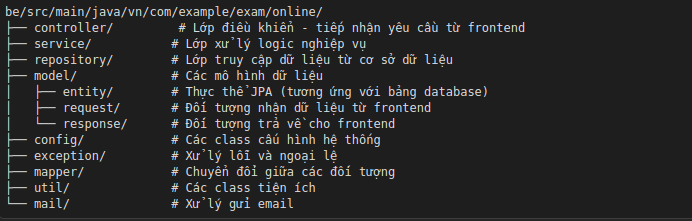 be/src/main/java/vn/com/example/exam/online/
├── controller/         # Lớp điều khiển - tiếp nhận yêu cầu từ frontend
├── service/           # Lớp xử lý logic nghiệp vụ
├── repository/        # Lớp truy cập dữ liệu từ cơ sở dữ liệu
├── model/             # Các mô hình dữ liệu
│   ├── entity/        # Thực thể JPA (tương ứng với bảng database)
│   ├── request/       # Đối tượng nhận dữ liệu từ frontend
│   └── response/      # Đối tượng trả về cho frontend
├── config/            # Các class cấu hình hệ thống
├── exception/         # Xử lý lỗi và ngoại lệ
├── mapper/            # Chuyển đổi giữa các đối tượng
├── util/              # Các class tiện ích
└── mail/              # Xử lý gửi email